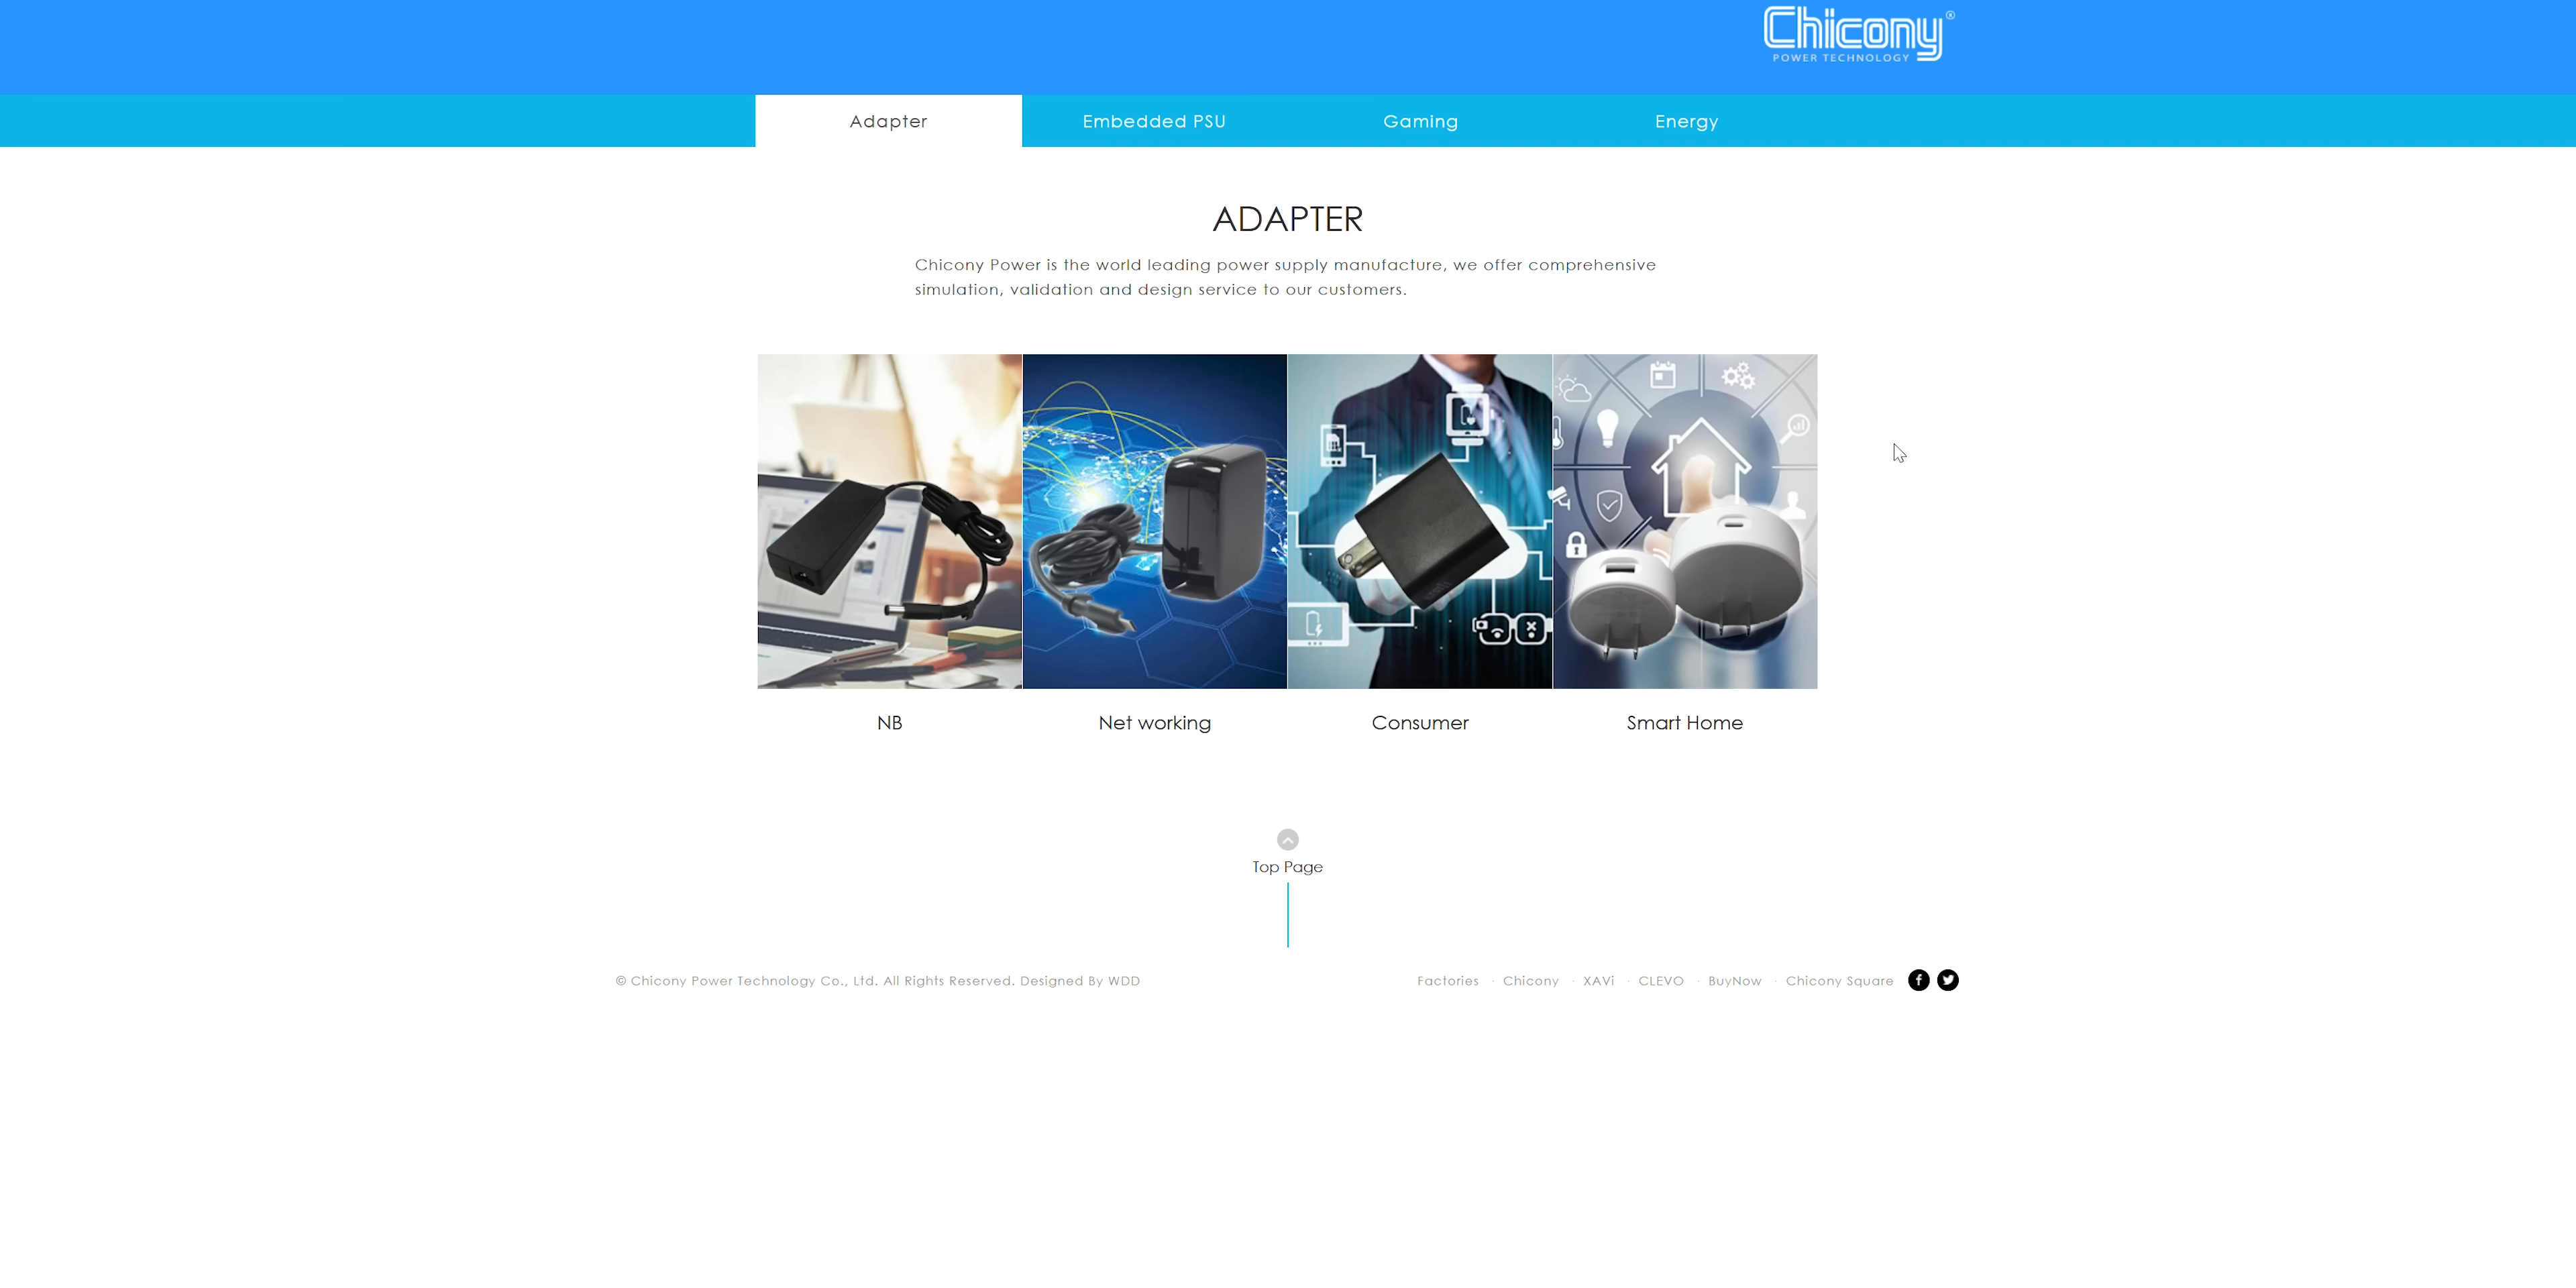 Chicony®
POWER TECHNOLOGY
Adapter
Embedded PSU
Gaming
Energy
ADAPTER
Chicony Power is the world leading power supply manufacture, we offer comprehensive
simulation, validation and design service to our customers.
NB
Net working
Consumer
Smart Home
Top Page
© Chicony Power Technology Co., Ltd. All Rights Reserved. Designed By WDD
Factories · Chicony · XAVi · CLEVO · BuyNow · Chicony Square